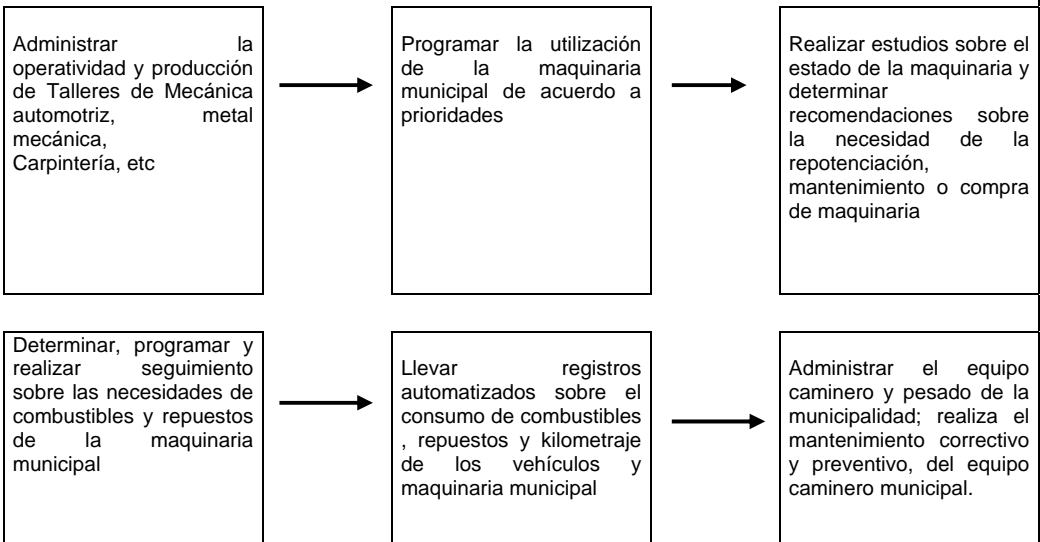 Administrar la
operatividad y producción
de Talleres de Mecánica
automotriz, metal
mecánica,
Carpintería, etc
Programar la utilización
de la maquinaria
municipal de acuerdo a
prioridades
Realizar estudios sobre el
estado de la maquinaria y
determinar
recomendaciones sobre
la necesidad de la
repotenciación,
mantenimiento o compra
de maquinaria
Determinar, programar y
realizar seguimiento
sobre las necesidades de
combustibles y repuestos
de la maquinaria
municipal
Llevar registros
automatizados sobre el
consumo de combustibles
, repuestos y kilometraje
de los vehículos y
maquinaria municipal
Administrar el equipo
caminero y pesado de la
municipalidad; realiza el
mantenimiento correctivo
y preventivo, del equipo
caminero municipal.